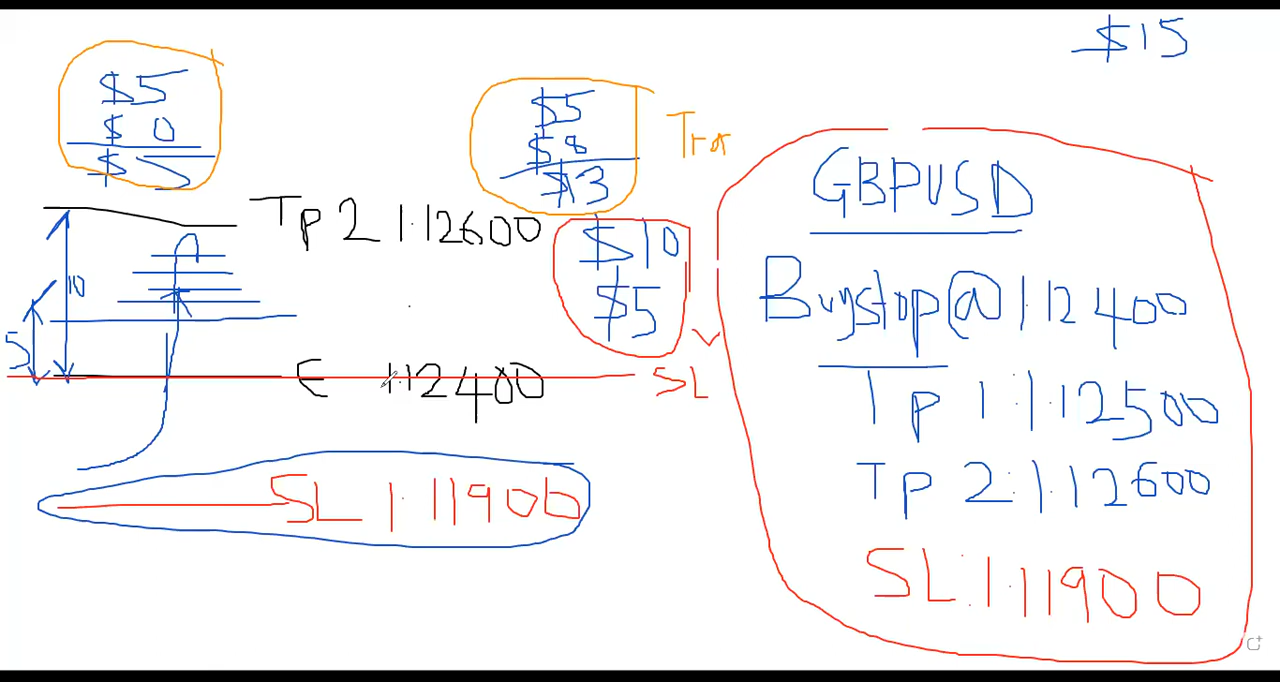 $15
$5
$0
$5
$5
$8
$13
Tp 2 1.12600
$10
$5
10
5
E 1.12400
SL
SL 1.11900
GBPUSD
Buystop@1.12400
Tp 1:1.12500
Tp 2:1.12600
SL:1.11900